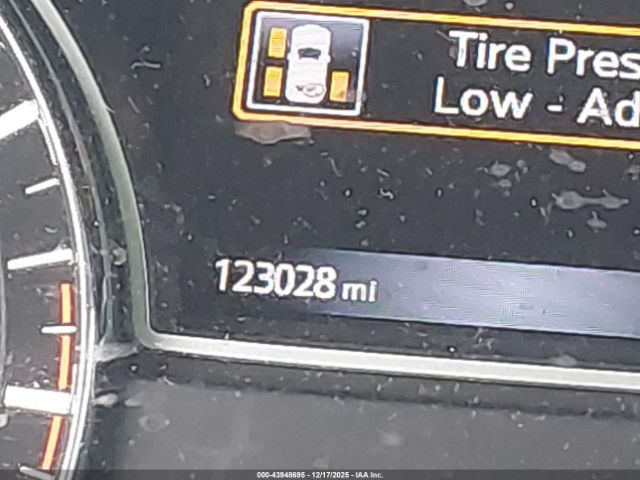 Tire Pres
Low - Ad
123028 mi
000-43948695 - 12/17/2025 - IAA Inc.